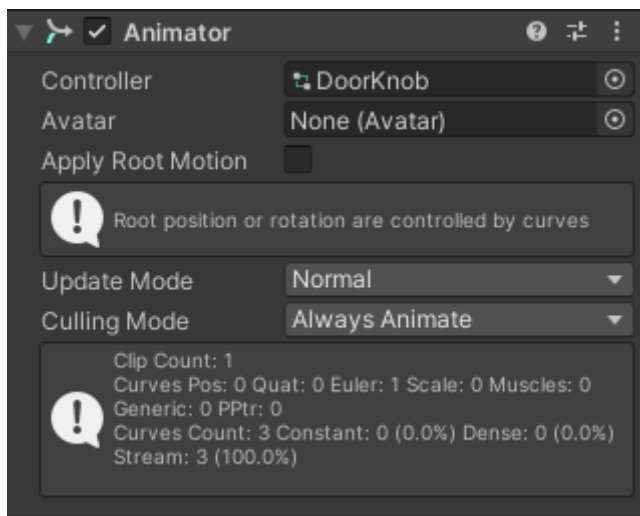 Animator
Controller DoorKnob
Avatar None (Avatar)
Apply Root Motion
Root position or rotation are controlled by curves
Update Mode Normal
Culling Mode Always Animate
Clip Count: 1
Curves Pos: 0 Quat: 0 Euler: 1 Scale: 0 Muscles: 0
Generic: 0 PPtr: 0
Curves Count: 3 Constant: 0 (0.0%) Dense: 0 (0.0%)
Stream: 3 (100.0%)